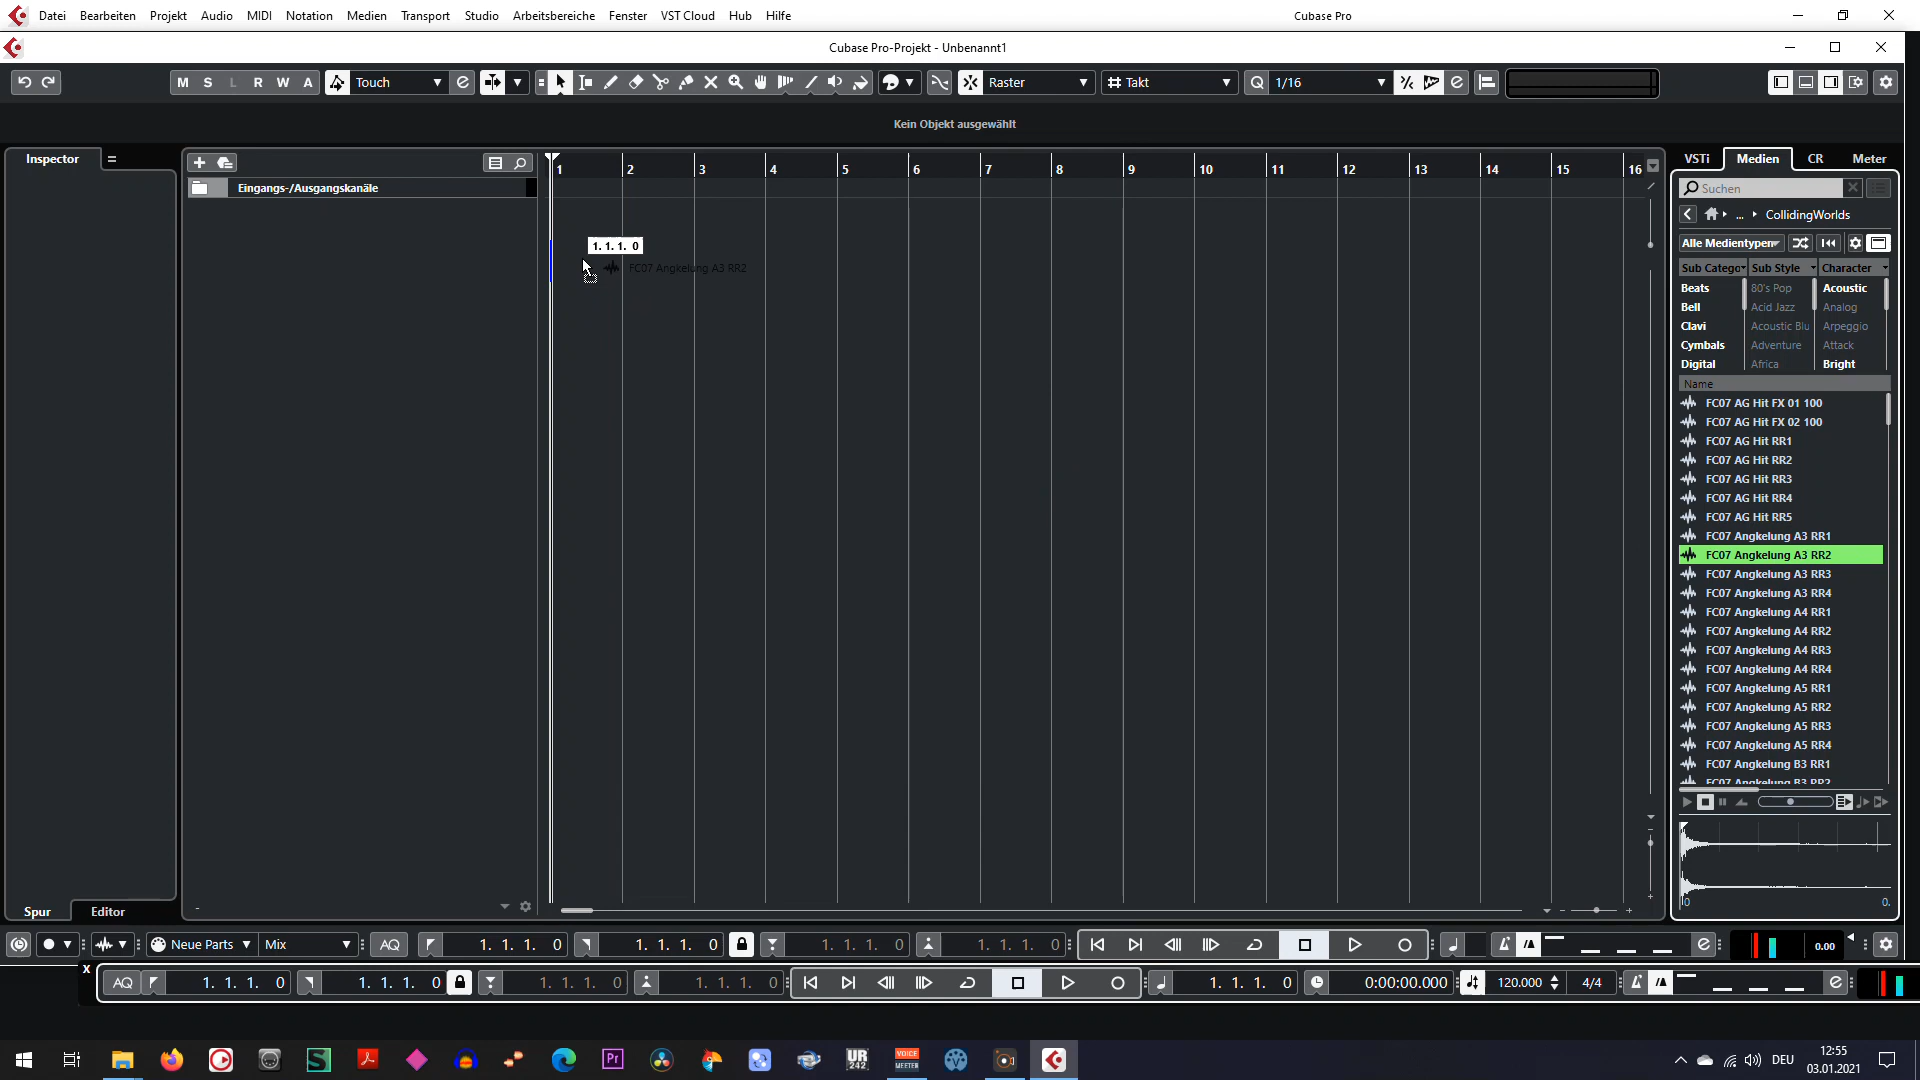 Datei Bearbeiten Projekt Audio MIDI Notation Medien Transport Studio Arbeitsbereiche Fenster VST Cloud Hub Hilfe Cubase Pro
Cubase Pro-Projekt - Unbenannt1
M S L R W A Touch Raster Takt Q 1/16
Kein Objekt ausgewählt
Inspector
Eingangs-/Ausgangskanäle
1 2 3 4 5 6 7 8 9 10 11 12 13 14 15 16
1. 1. 1. 0
FC07 Angkelung A3 RR2
VSTi Medien CR Meter
Suchen
... CollidingWorlds
Alle Medientypen
Sub Catego Sub Style Character
Beats 80's Pop Acoustic
Bell Acid Jazz Analog
Clavi Acoustic Blu Arpeggio
Cymbals Adventure Attack
Digital Africa Bright
Name
FC07 AG Hit FX 01 100
FC07 AG Hit FX 02 100
FC07 AG Hit RR1
FC07 AG Hit RR2
FC07 AG Hit RR3
FC07 AG Hit RR4
FC07 AG Hit RR5
FC07 Angkelung A3 RR1
FC07 Angkelung A3 RR2
FC07 Angkelung A3 RR3
FC07 Angkelung A3 RR4
FC07 Angkelung A4 RR1
FC07 Angkelung A4 RR2
FC07 Angkelung A4 RR3
FC07 Angkelung A4 RR4
FC07 Angkelung A5 RR1
FC07 Angkelung A5 RR2
FC07 Angkelung A5 RR3
FC07 Angkelung A5 RR4
FC07 Angkelung B3 RR1
FC07 Angkelung B3 RR2
0 0.
Spur Editor
Neue Parts Mix AQ 1. 1. 1. 0 1. 1. 1. 0 1. 1. 1. 0 1. 1. 1. 0 0.00
X
AQ 1. 1. 1. 0 1. 1. 1. 0 1. 1. 1. 0 1. 1. 1. 0 1. 1. 1. 0 0:00:00.000 120.000 4/4
Pr UR 242 VOICE MEETER DEU 12:55
03.01.2021